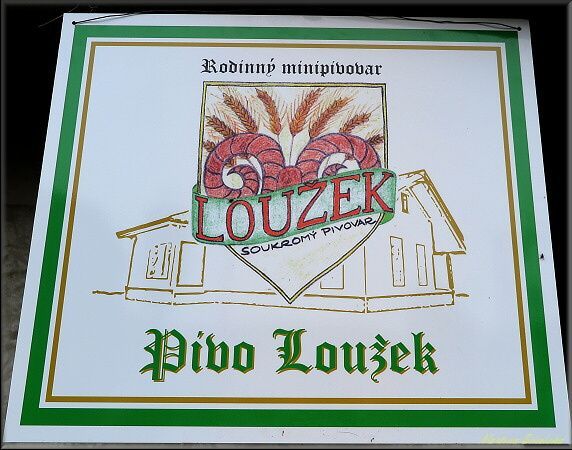 Rodinný minipivovar
LOUZEK
SOUKROMÝ PIVOVAR
Pivo Loužek